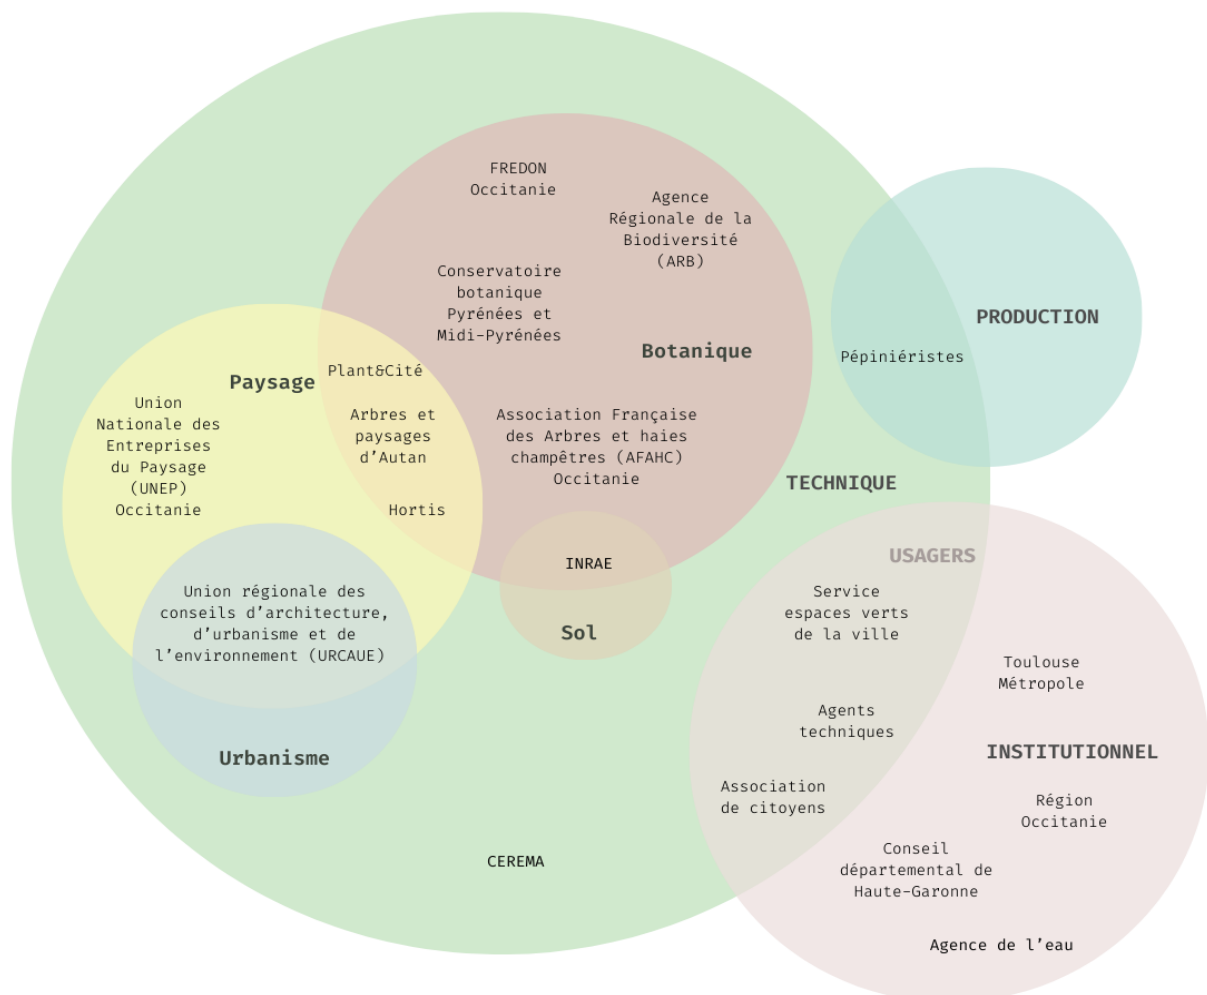 FREDON
Occitanie
Agence
Régionale de la
Biodiversité
(ARB)
Conservatoire
botanique
Pyrénées et
Midi-Pyrénées
Botanique
PRODUCTION
Pépiniéristes
Paysage
Plant&Cité
Union
Nationale des
Entreprises
du Paysage
(UNEP)
Occitanie
Arbres et
paysages
d'Autan
Hortis
Association Française
des Arbres et haies
champêtres (AFAHC)
Occitanie
TECHNIQUE
INRAE
Sol
Union régionale des
conseils d'architecture,
d'urbanisme et de
l'environnement (URCAUE)
Urbanisme
USAGERS
Service
espaces verts
de la ville
Agents
techniques
Association
de citoyens
Toulouse
Métropole
INSTITUTIONNEL
Région
Occitanie
Conseil
départemental de
Haute-Garonne
Agence de l'eau
CEREMA